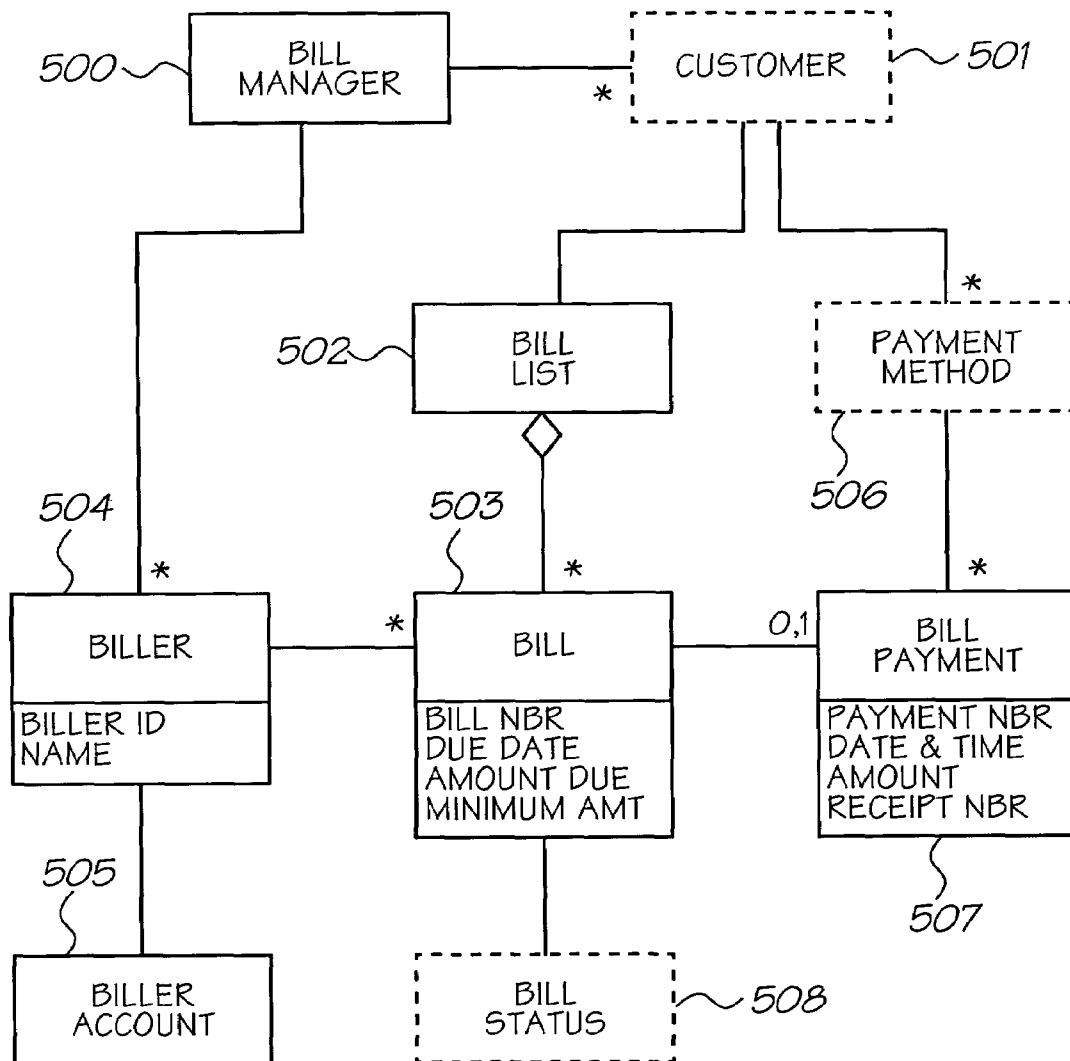 500
BILL
MANAGER
*
CUSTOMER
501
502
BILL
LIST
*
PAYMENT
METHOD
506
504
*
BILLER
BILLER ID
NAME
503
*
*
BILL
BILL NBR
DUE DATE
AMOUNT DUE
MINIMUM AMT
0,1
*
BILL
PAYMENT
PAYMENT NBR
DATE & TIME
AMOUNT
RECEIPT NBR
507
505
BILLER
ACCOUNT
BILL
STATUS
508